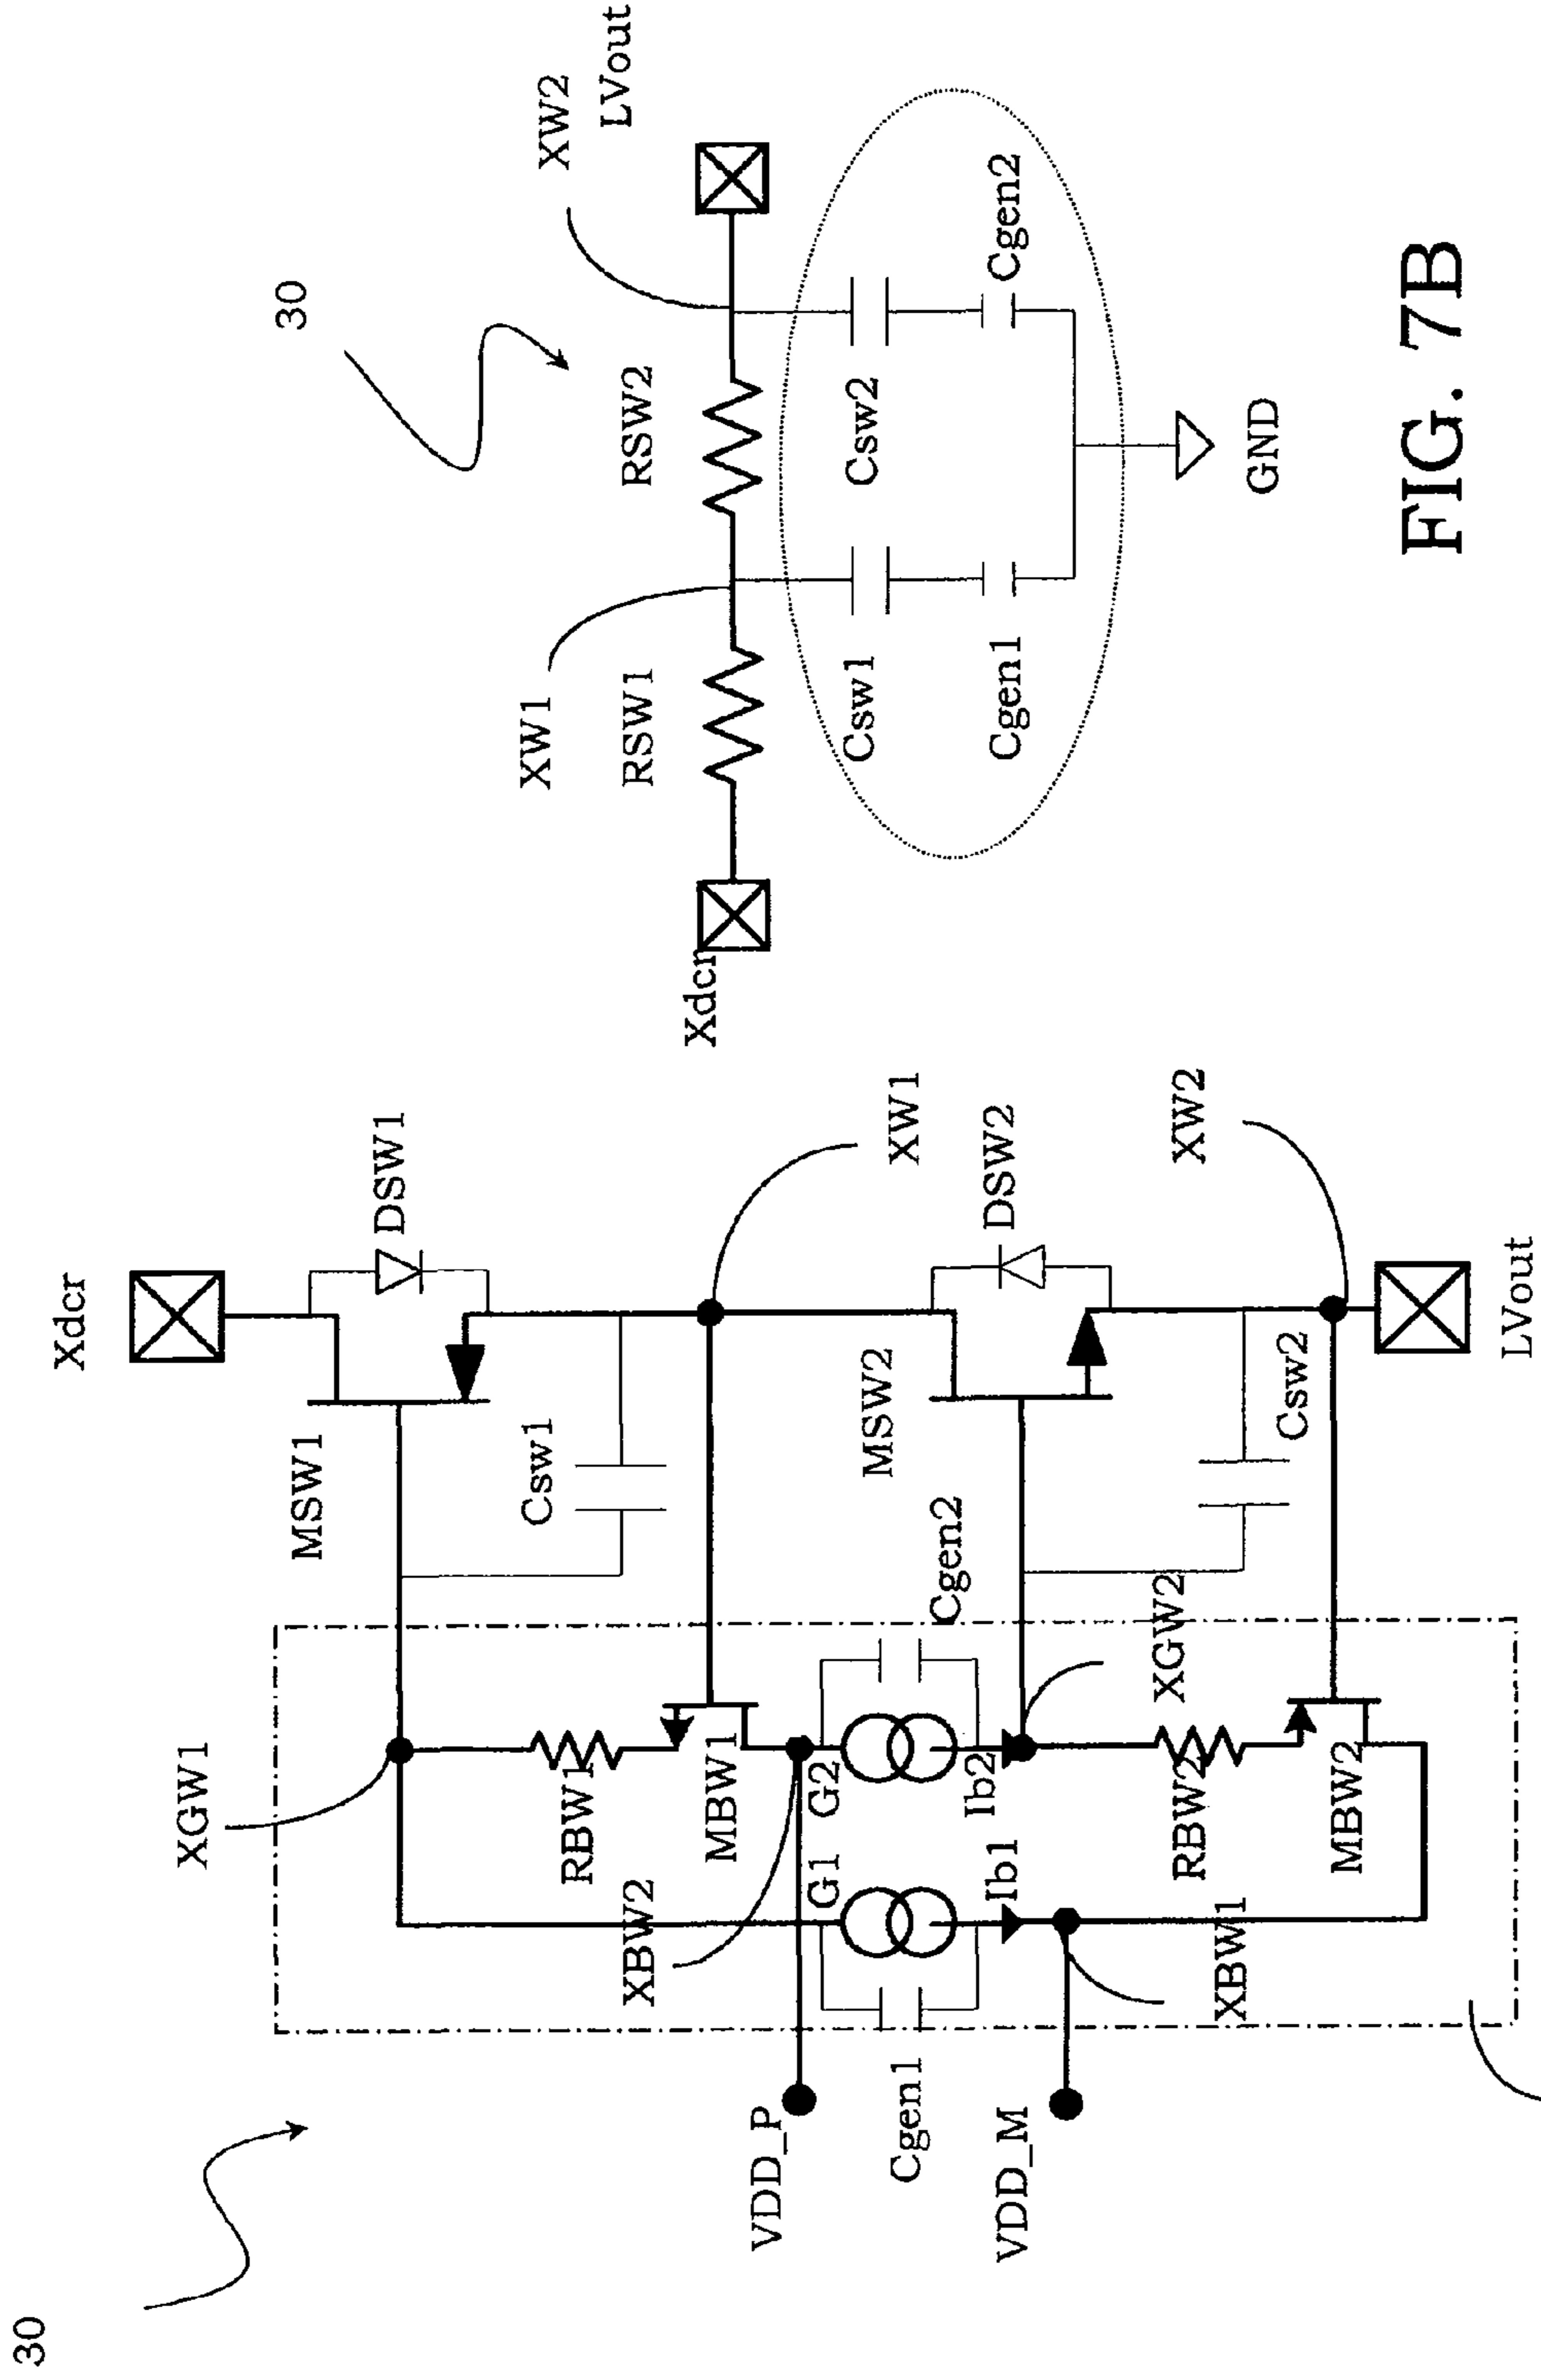 30
Xdcr
MSW1
DSW1
XGW1
Csw1
RBW1
XBW2
MBW1
XW1
VDD_P
G1
G2
Cgen2
Cgen1
MSW2
DSW2
Ib1
Ib2
VDD_M
XGW2
XW2
RBW2
XBW1
Csw2
MBW2
LVout
30
XW1
XW2
LVout
RSW1
RSW2
Xdcr
Csw1
Csw2
Cgen1
Cgen2
GND
FIG. 7B